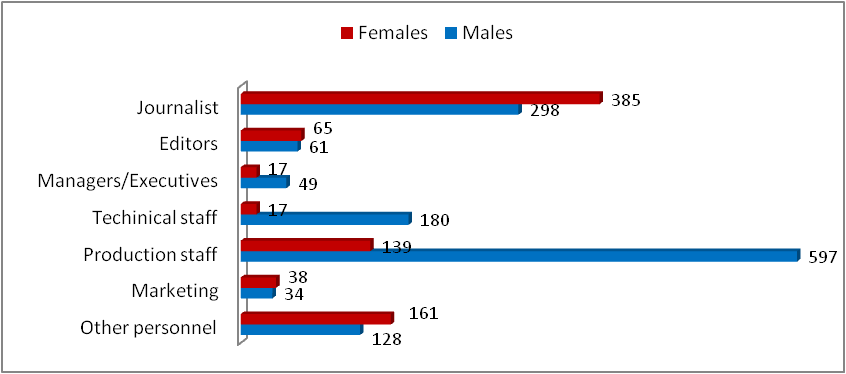 Females Males
Journalist 385
298
Editors 65
61
Managers/Executives 17
49
Techinical staff 17
180
Production staff 139
597
Marketing 38
34
Other personnel 161
128